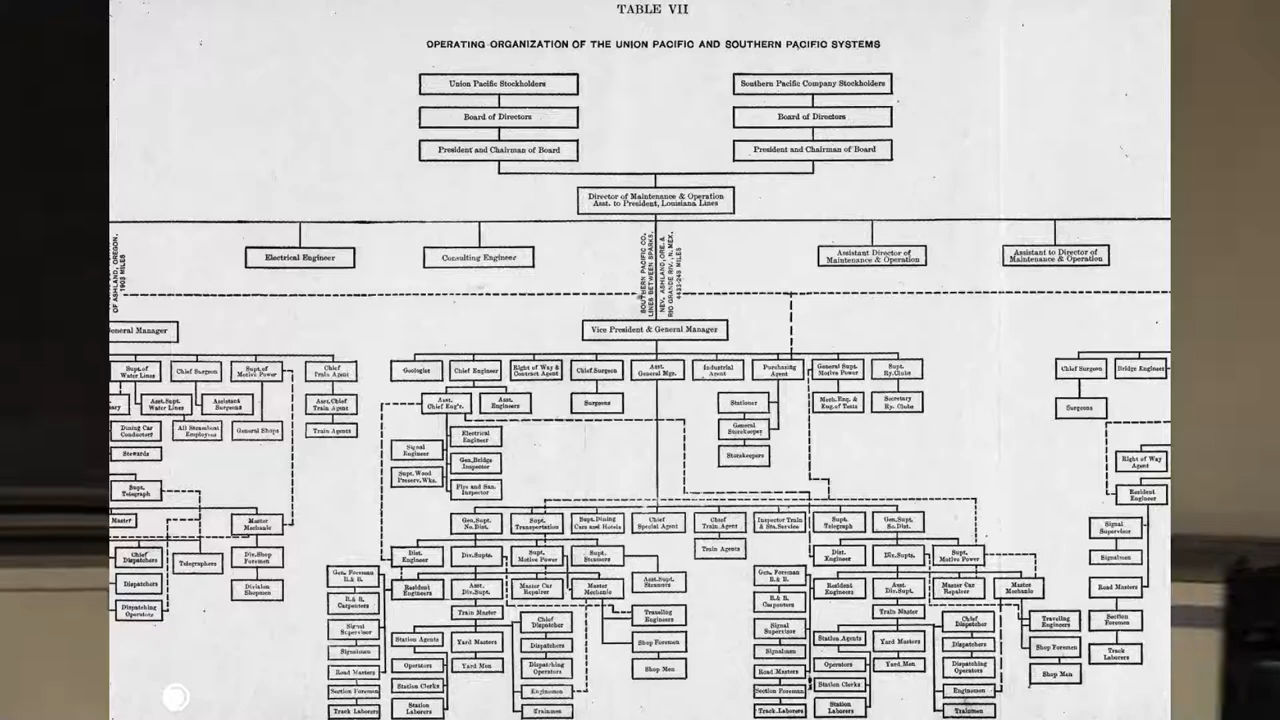 TABLE VII
OPERATING ORGANIZATION OF THE UNION PACIFIC AND SOUTHERN PACIFIC SYSTEMS
Union Pacific Stockholders
Southern Pacific Company Stockholders
Board of Directors
Board of Directors
President and Chairman of Board
President and Chairman of Board
Director of Maintenance & Operation
Asst. to President, Louisiana Lines
Electrical Engineer
Consulting Engineer
Assistant Director of
Maintenance & Operation
Assistant to Director of
Maintenance & Operation
OF ASHLAND, OREGON,
1903 MILES
SOUTHERN PACIFIC CO.
LINES BETWEEN SPARKS,
NEV. ASHLAND, ORE. &
RIO GRANDE RIV., N. MEX.
General Manager
Vice President & General Manager
Supt. of
Water Lines
Chief Surgeon
Supt. of
Motive Power
Chief
Train Agent
Geologist
Chief Engineer
Right of Way &
Contract Agent
Chief Surgeon
Asst.
General Mgr.
Industrial
Agent
Purchasing
Agent
General Supt.
Motive Power
Supt.
Ry. Clubs
Chief Surgeon
Bridge Engineer
Asst. Supt.
Water Lines
Assistant
Surgeons
Asst. Chief
Train Agent
Asst.
Chief Eng'r.
Asst.
Engineers
Surgeons
Stationer
Mech. Eng. &
Eng. of Tests
Secretary
Ry. Clubs
Surgeons
Dining Car
Conductors
All Steamboat
Employees
General Shops
Train Agents
Electrical
Engineer
General
Storekeeper
Stewards
Signal
Engineer
Gen. Bridge
Inspector
Storekeepers
Right of Way
Agent
Supt. Wood
Preserv. Wks.
Fire and San.
Inspector
Supt.
Telegraph
Resident
Engineer
Master
Master
Mechanic
Gen. Supt.
No. Dist.
Supt.
Transportation
Supt. Dining
Cars and Hotels
Chief
Special Agent
Chief
Train Agent
Inspector Train
& Sta. Service
Supt.
Telegraph
Gen. Supt.
So. Dist.
Signal
Supervisor
Train Agents
Chief
Dispatchers
Telegraphers
Div. Shop
Foremen
Dist.
Engineer
Div. Supts.
Supt.
Motive Power
Supt.
Steamers
Dist.
Engineer
Div. Supts.
Supt.
Motive Power
Signalmen
Dispatchers
Division
Shopmen
Gen. Foreman
B. & B.
Resident
Engineers
Asst.
Div. Supt.
Master Car
Repairer
Master
Mechanic
Asst. Supt.
Steamers
Gen. Foreman
B. & B.
Resident
Engineers
Asst.
Div. Supt.
Master Car
Repairer
Master
Mechanic
Road Masters
Dispatching
Operators
B. & B.
Carpenters
Train Master
Traveling
Engineers
B. & B.
Carpenters
Train Master
Section
Foremen
Signal
Supervisor
Station Agents
Yard Masters
Chief
Dispatcher
Shop Foremen
Signal
Supervisor
Station Agents
Yard Masters
Chief
Dispatcher
Traveling
Engineers
Track
Laborers
Signalmen
Operators
Yard Men
Dispatchers
Shop Men
Signalmen
Operators
Yard Men
Dispatchers
Shop Foremen
Road Masters
Station Clerks
Dispatching
Operators
Road Masters
Station Clerks
Dispatching
Operators
Shop Men
Section Foremen
Station
Laborers
Enginemen
Section Foremen
Station
Laborers
Enginemen
Track Laborers
Trainmen
Track Laborers
Trainmen